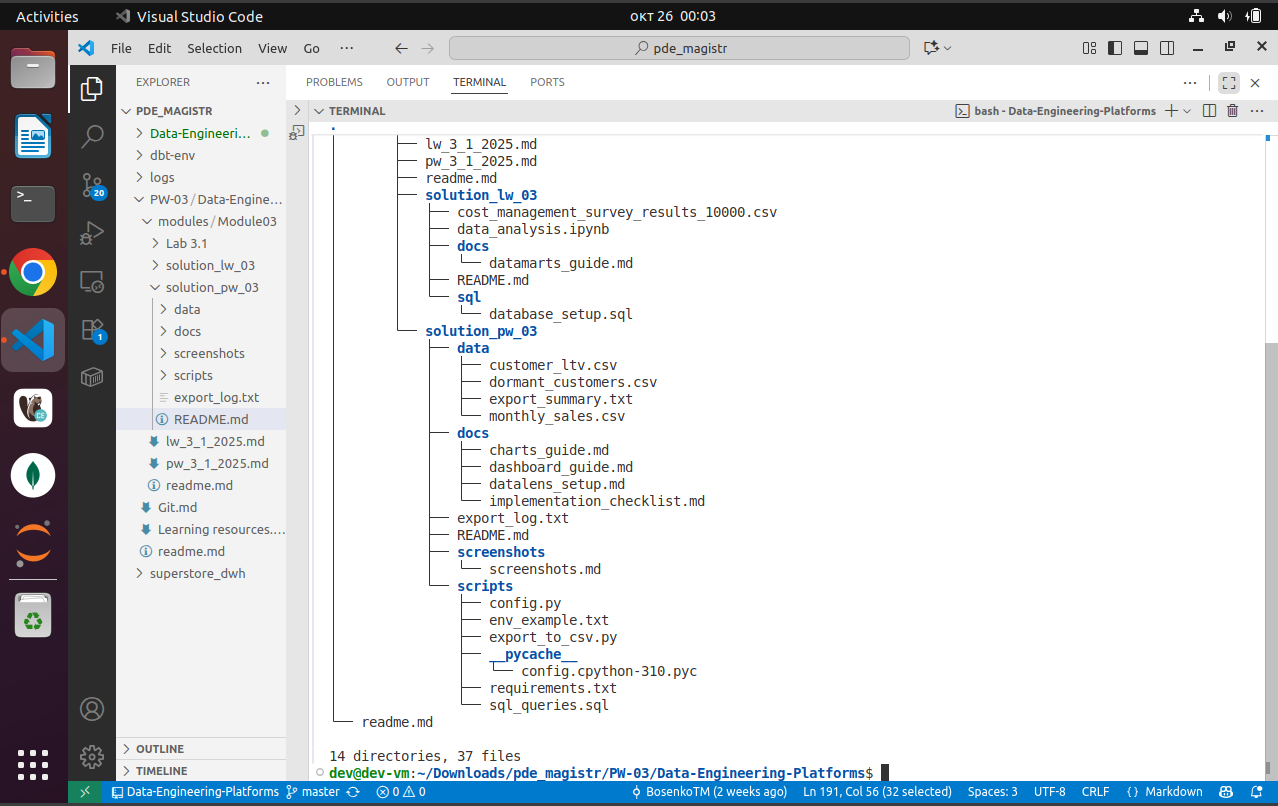 Activities
Visual Studio Code
окт 26 00:03
File Edit Selection View Go ···
pde_magistr
EXPLORER ···
PDE_MAGISTR
Data-Engineeri...
dbt-env
logs
PW-03 / Data-Engine...
modules / Module03
Lab 3.1
solution_lw_03
solution_pw_03
data
docs
screenshots
scripts
export_log.txt
README.md
lw_3_1_2025.md
pw_3_1_2025.md
readme.md
Git.md
Learning resources....
readme.md
superstore_dwh
OUTLINE
TIMELINE
20
1
PROBLEMS OUTPUT TERMINAL PORTS
TERMINAL
bash - Data-Engineering-Platforms
├── lw_3_1_2025.md
├── pw_3_1_2025.md
├── readme.md
├── solution_lw_03
├── cost_management_survey_results_10000.csv
├── data_analysis.ipynb
├── docs
└── datamarts_guide.md
├── README.md
└── sql
└── database_setup.sql
└── solution_pw_03
├── data
├── customer_ltv.csv
├── dormant_customers.csv
├── export_summary.txt
└── monthly_sales.csv
├── docs
├── charts_guide.md
├── dashboard_guide.md
├── datalens_setup.md
└── implementation_checklist.md
├── export_log.txt
├── README.md
├── screenshots
└── screenshots.md
└── scripts
├── config.py
├── env_example.txt
├── export_to_csv.py
├── __pycache__
└── config.cpython-310.pyc
├── requirements.txt
└── sql_queries.sql
└── readme.md
14 directories, 37 files
dev@dev-vm:~/Downloads/pde_magistr/PW-03/Data-Engineering-Platforms$
Data-Engineering-Platforms master 0 0 BosenkoTM (2 weeks ago) Ln 191, Col 56 (32 selected) Spaces: 3 UTF-8 CRLF {} Markdown